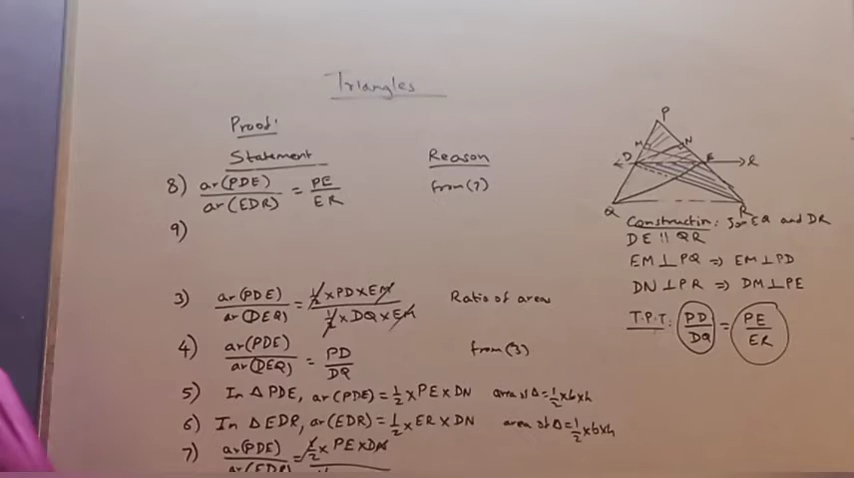 Triangles
Proof:
Statement Reason
8) ar(PDE)/ar(EDR) = PE/ER from(7)
9)
3) ar(PDE)/ar(DEQ) = ½×PD×EM/½×DQ×EM Ratio of area
4) ar(PDE)/ar(DEQ) = PD/DQ from(3)
5) In △PDE, ar(PDE) = ½×PE×DN area of △=½×b×h
6) In △EDR, ar(EDR) = ½×ER×DN area of △=½×b×h
7) ar(PDE)/ar(EDR) = ½×PE×DN
P
M N
D E l
Q R
Constructin: Join EQ and DR
DE || QR
EM⊥PQ ⇒ EM⊥PD
DN⊥PR ⇒ DM⊥PE
T.P.T: PD/DQ = PE/ER